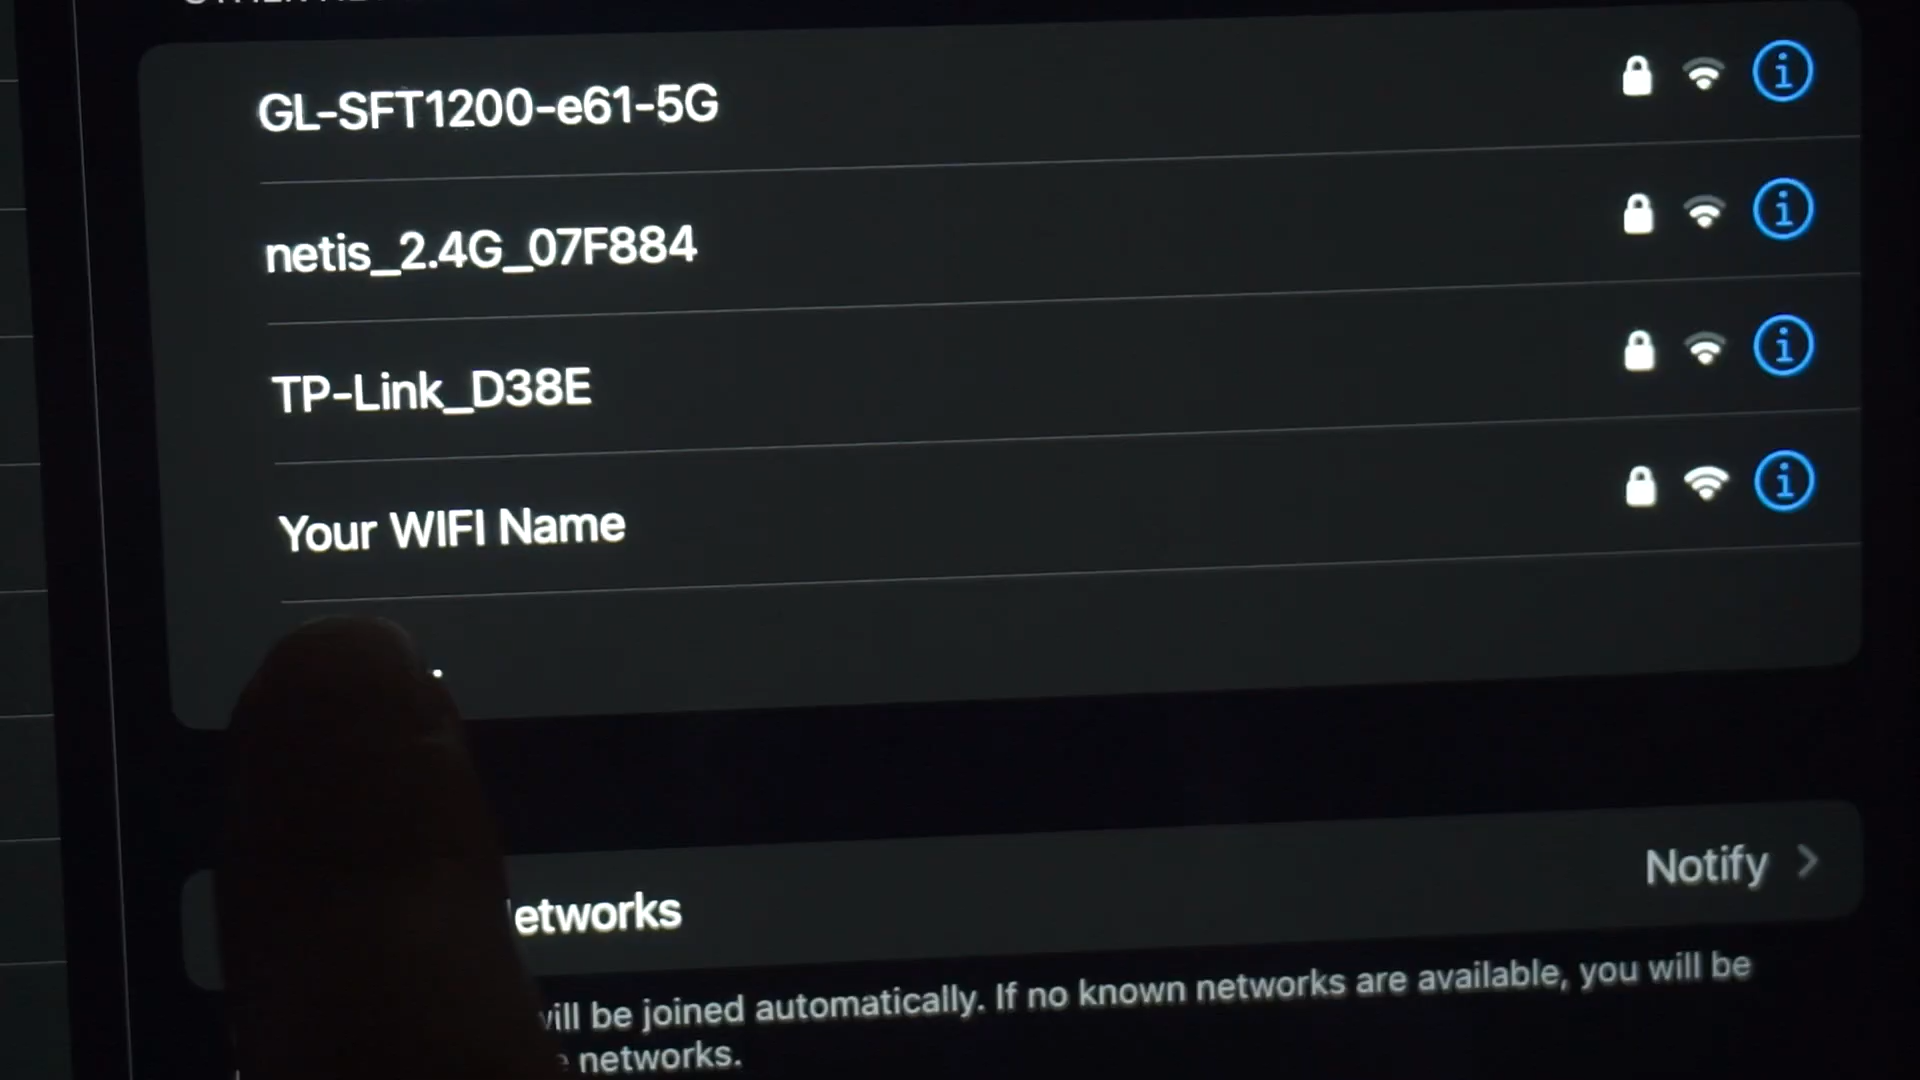 GL-SFT1200-e61-5G
netis_2.4G_07F884
TP-Link_D38E
Your WIFI Name
Notify
etworks
will be joined automatically. If no known networks are available, you will be
networks.